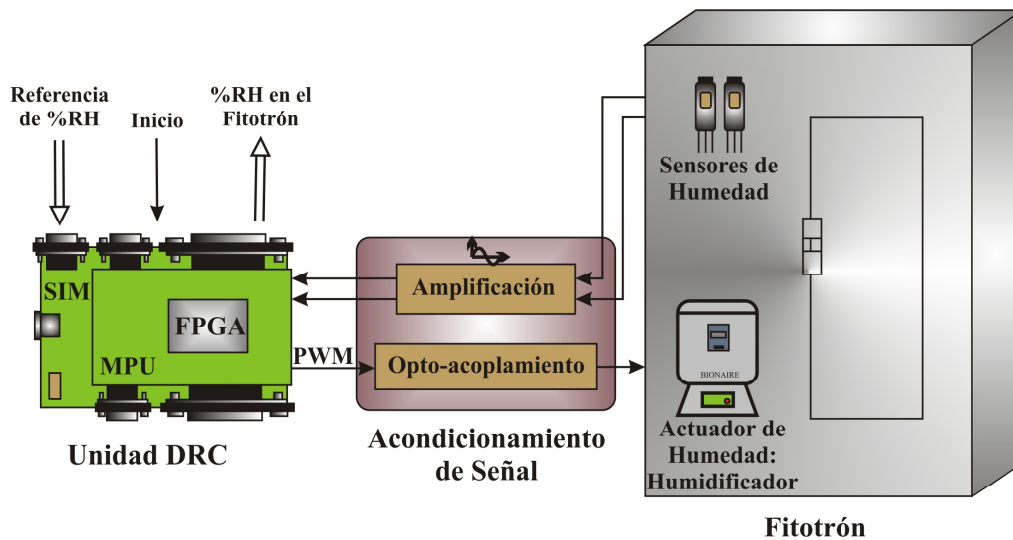 Referencia
de %RH
Inicio
%RH en el
Fitotrón
SIM
FPGA
MPU
PWM
Unidad DRC
Amplificación
Opto-acoplamiento
Acondicionamiento
de Señal
Sensores de
Humedad
BIONAIRE
Actuador de
Humedad:
Humidificador
Fitotrón